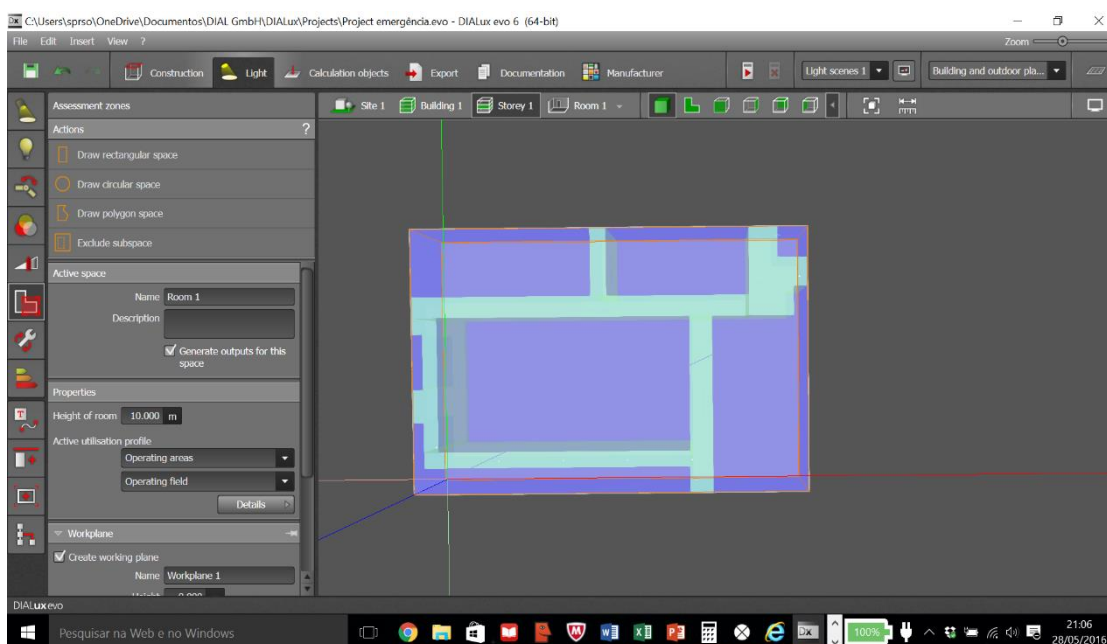 C:\Users\sprso\OneDrive\Documentos\DIAL GmbH\DIALux\Projects\Project emergência.evo - DIALux evo 6 (64-bit)
File Edit Insert View ?
Zoom
Construction Light Calculation objects Export Documentation Manufacturer Light scenes 1 Building and outdoor pla...
Assessment zones
Site 1 Building 1 Storey 1 Room 1
Actions ?
Draw rectangular space
Draw circular space
Draw polygon space
Exclude subspace
Active space
Name Room 1
Description
Generate outputs for this
space
Properties
Height of room 10.000 m
Active utilisation profile
Operating areas
Operating field
Details
Workplane
Create working plane
Name Workplane 1
Height 0.000
DIALux evo
Pesquisar na Web e no Windows
100%
21:06
28/05/2016